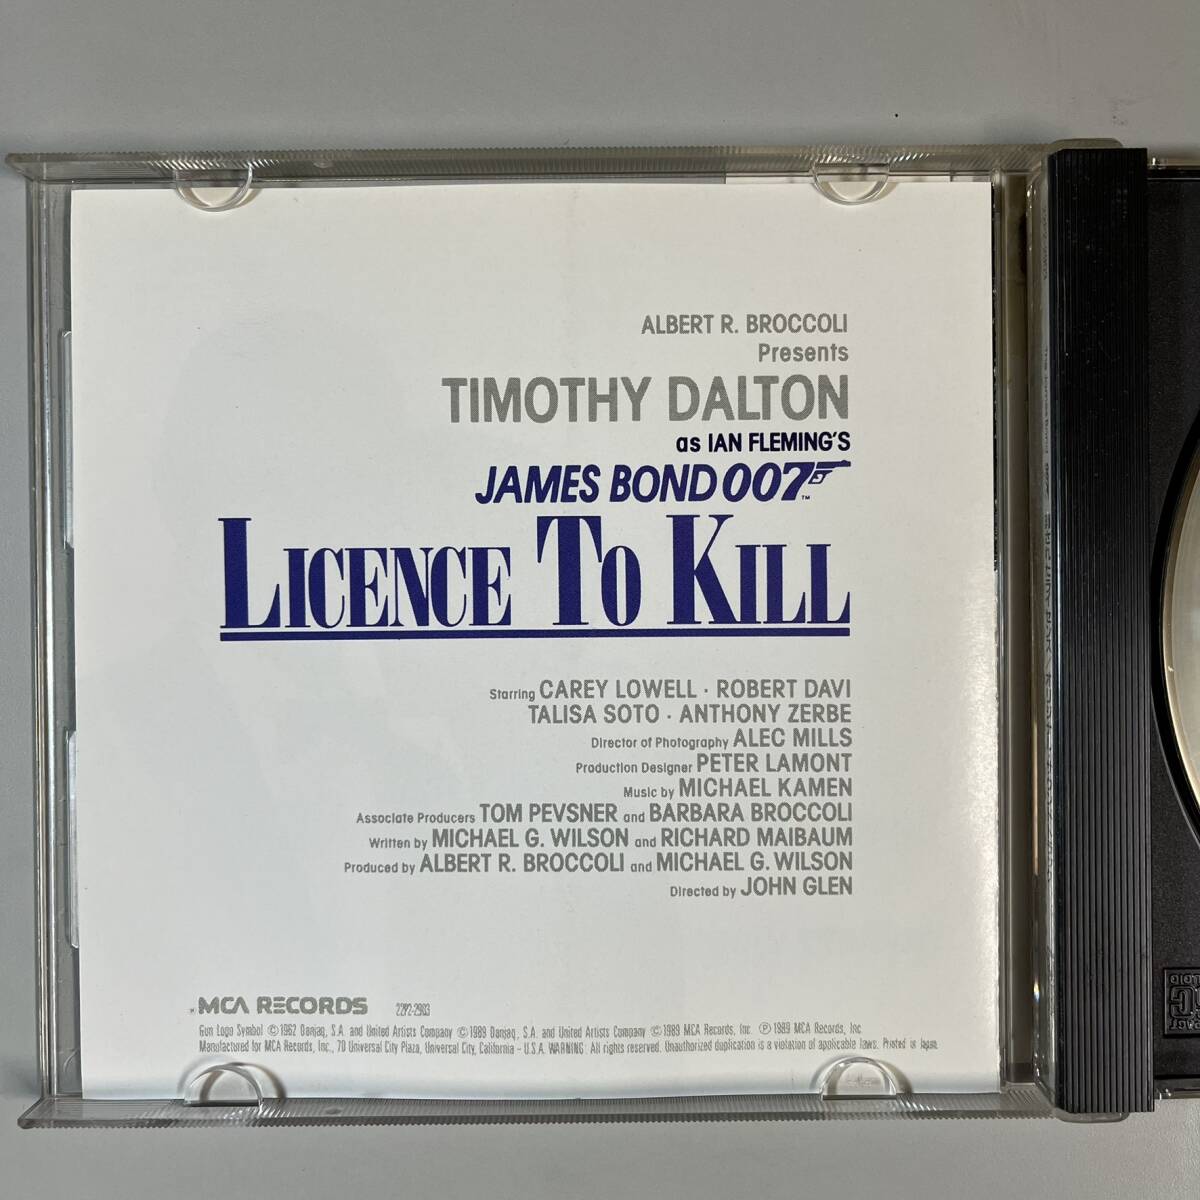 ALBERT R. BROCCOLI
Presents
TIMOTHY DALTON
as IAN FLEMING'S
JAMES BOND 007 ™
LICENCE TO KILL
Starring CAREY LOWELL · ROBERT DAVI
TALISA SOTO · ANTHONY ZERBE
Director of Photography ALEC MILLS
Production Designer PETER LAMONT
Music by MICHAEL KAMEN
Associate Producers TOM PEVSNER and BARBARA BROCCOLI
Written by MICHAEL G. WILSON and RICHARD MAIBAUM
Produced by ALBERT R. BROCCOLI and MICHAEL G. WILSON
Directed by JOHN GLEN
MCA RECORDS 22P2-2903
Gun Logo Symbol ©1962 Danjaq, S.A. and United Artists Company ©1989 Danjaq, S.A. and United Artists Company ©1989 MCA Records, Inc. ℗1989 MCA Records, Inc.
Manufactured for MCA Records, Inc., 70 Universal City Plaza, Universal City, California - U.S.A. WARNING: All rights reserved. Unauthorized duplication is a violation of applicable laws. Printed in Japan.